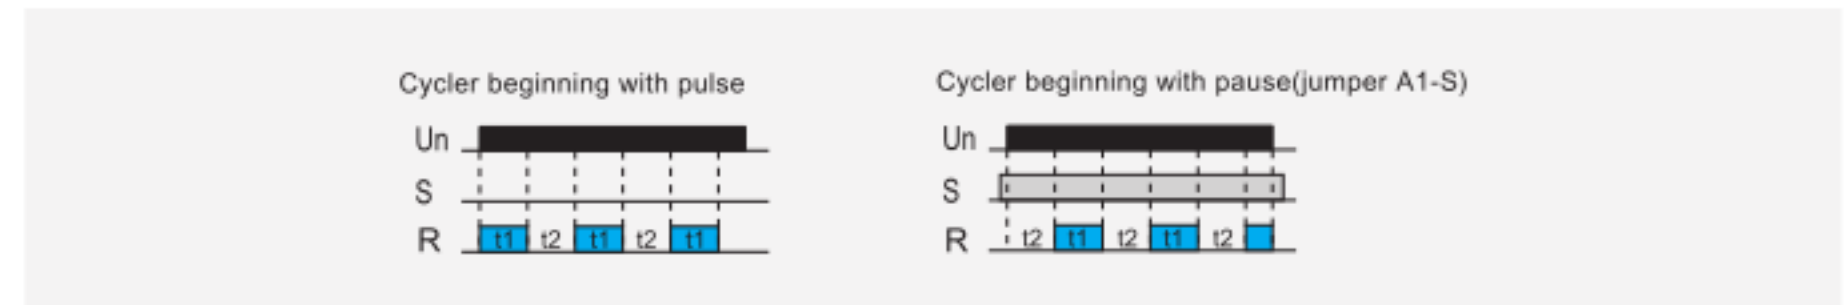 Cycler beginning with pulse
Un
S
R t1 t2 t1 t2 t1
Cycler beginning with pause(jumper A1-S)
Un
S
R t2 t1 t2 t1 t2